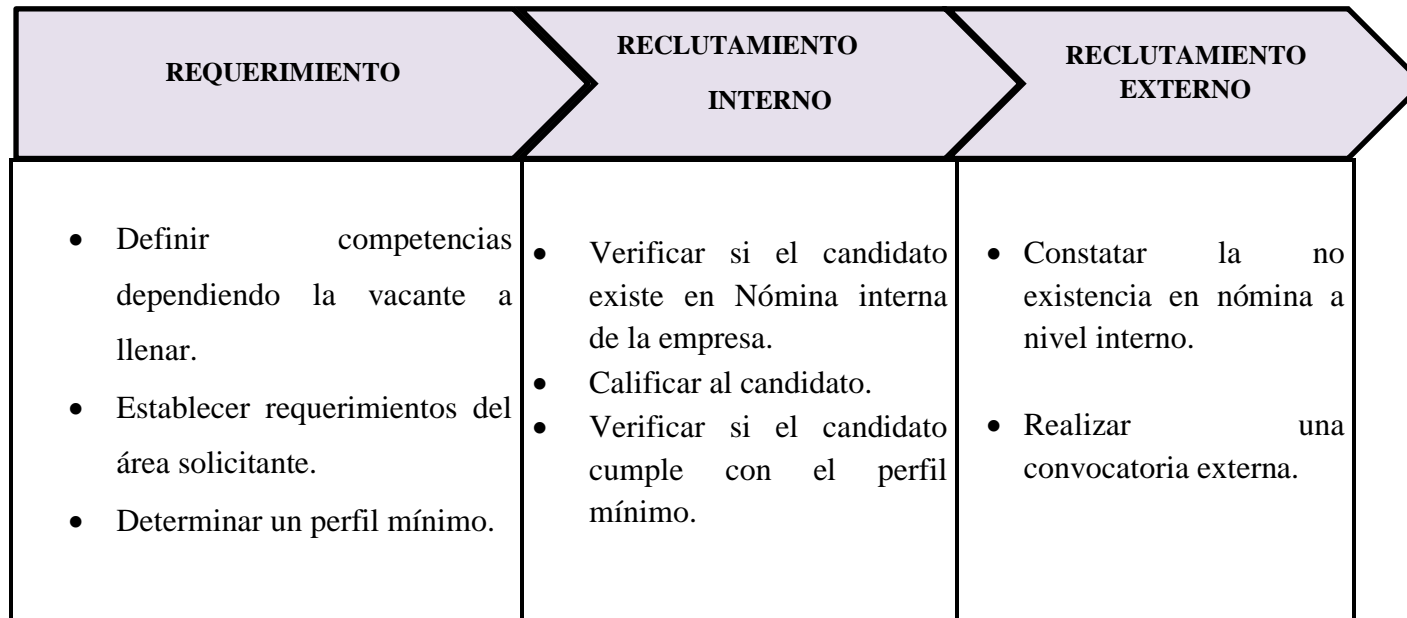 REQUERIMIENTO
RECLUTAMIENTO
INTERNO
RECLUTAMIENTO
EXTERNO
• Definir competencias
dependiendo la vacante a
llenar.
• Establecer requerimientos del
área solicitante.
• Determinar un perfil mínimo.
• Verificar si el candidato
existe en Nómina interna
de la empresa.
• Calificar al candidato.
• Verificar si el candidato
cumple con el perfil
mínimo.
• Constatar la no
existencia en nómina a
nivel interno.
• Realizar una
convocatoria externa.